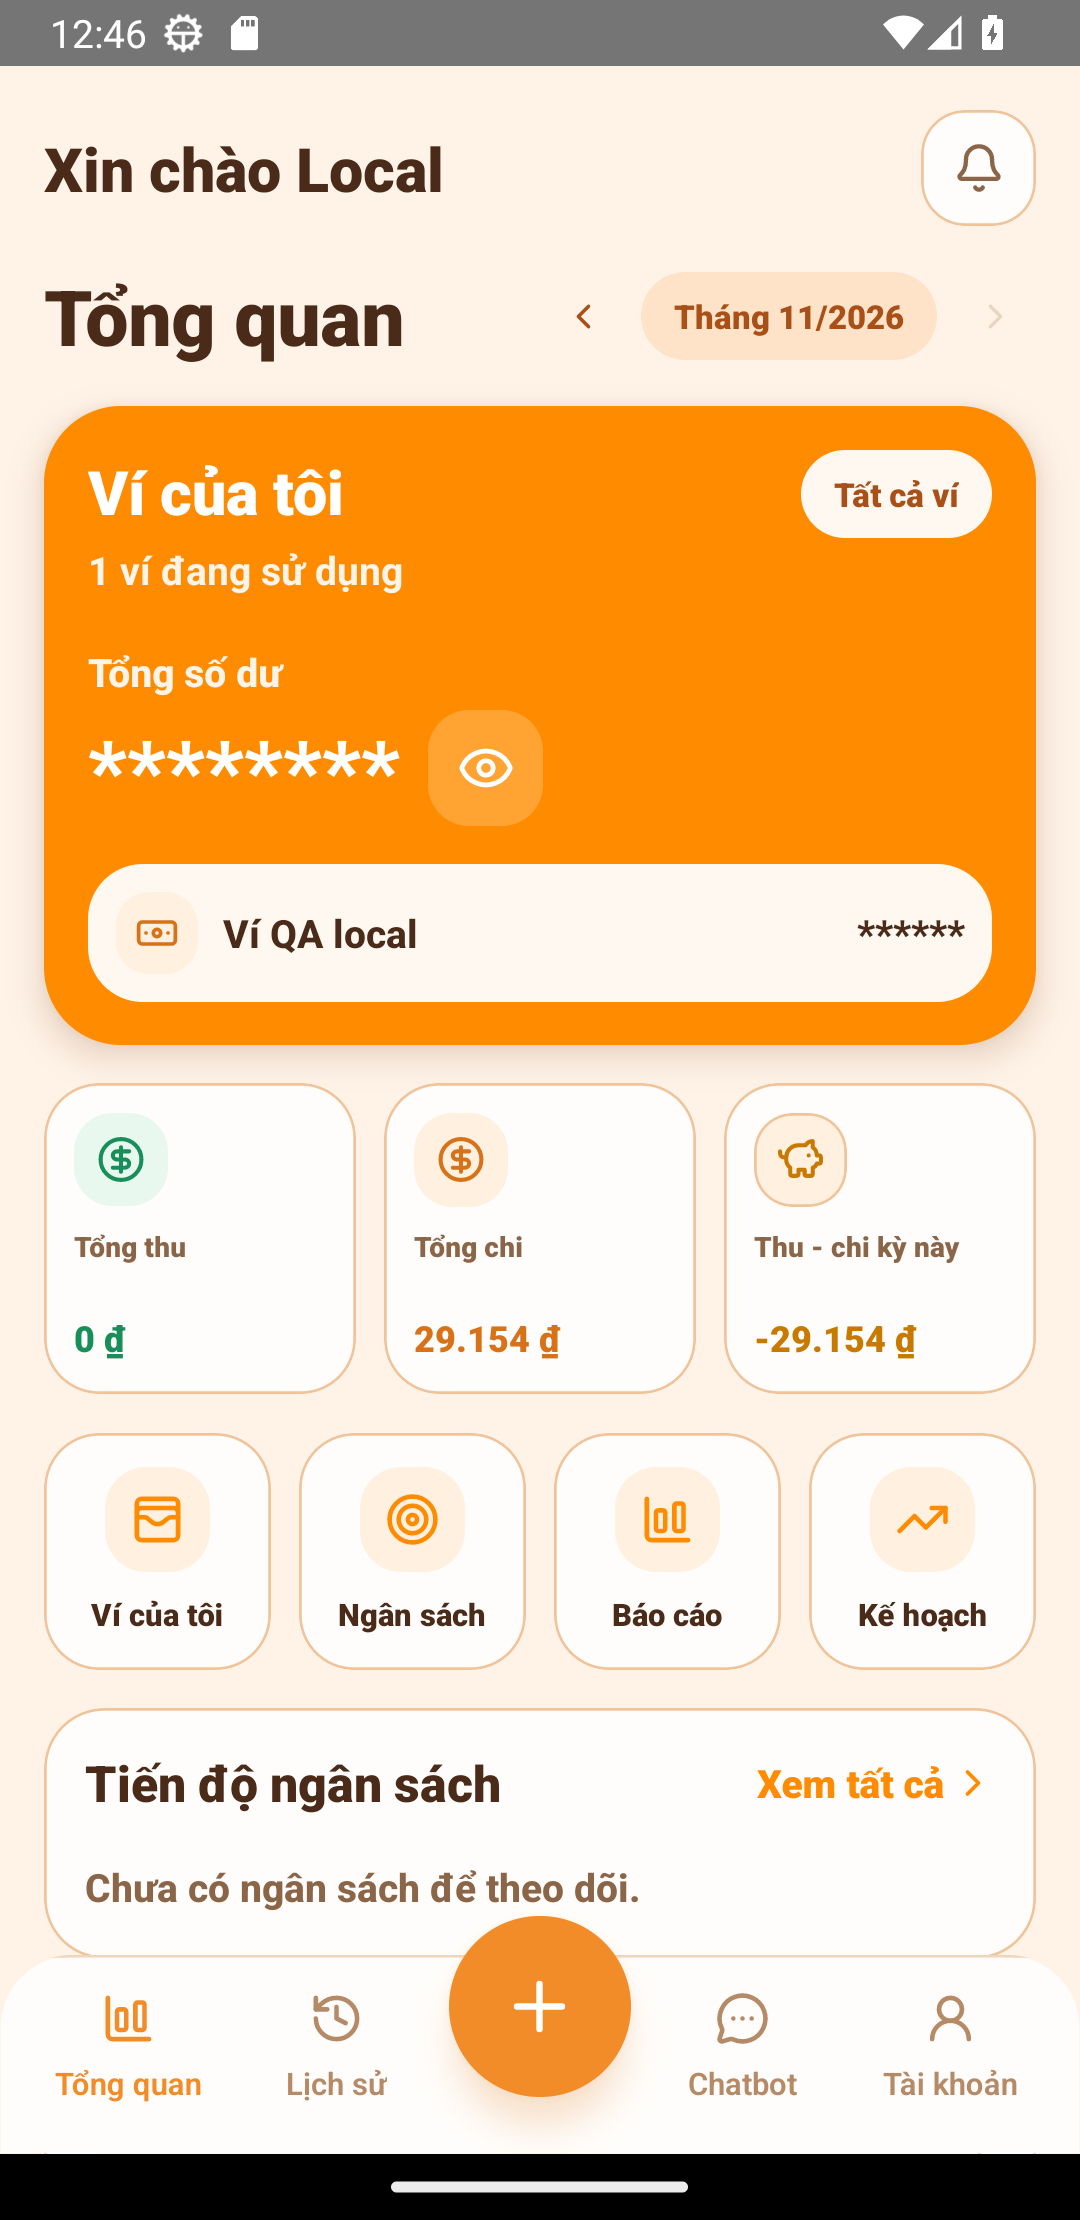 12:46
Xin chào Local
Tổng quan
Tháng 11/2026
Ví của tôi
Tất cả ví
1 ví đang sử dụng
Tổng số dư
********
Ví QA local
******
Tổng thu
Tổng chi
Thu - chi kỳ này
0 ₫
29.154 ₫
-29.154 ₫
Ví của tôi
Ngân sách
Báo cáo
Kế hoạch
Tiến độ ngân sách
Xem tất cả
Chưa có ngân sách để theo dõi.
Tổng quan
Lịch sử
Chatbot
Tài khoản